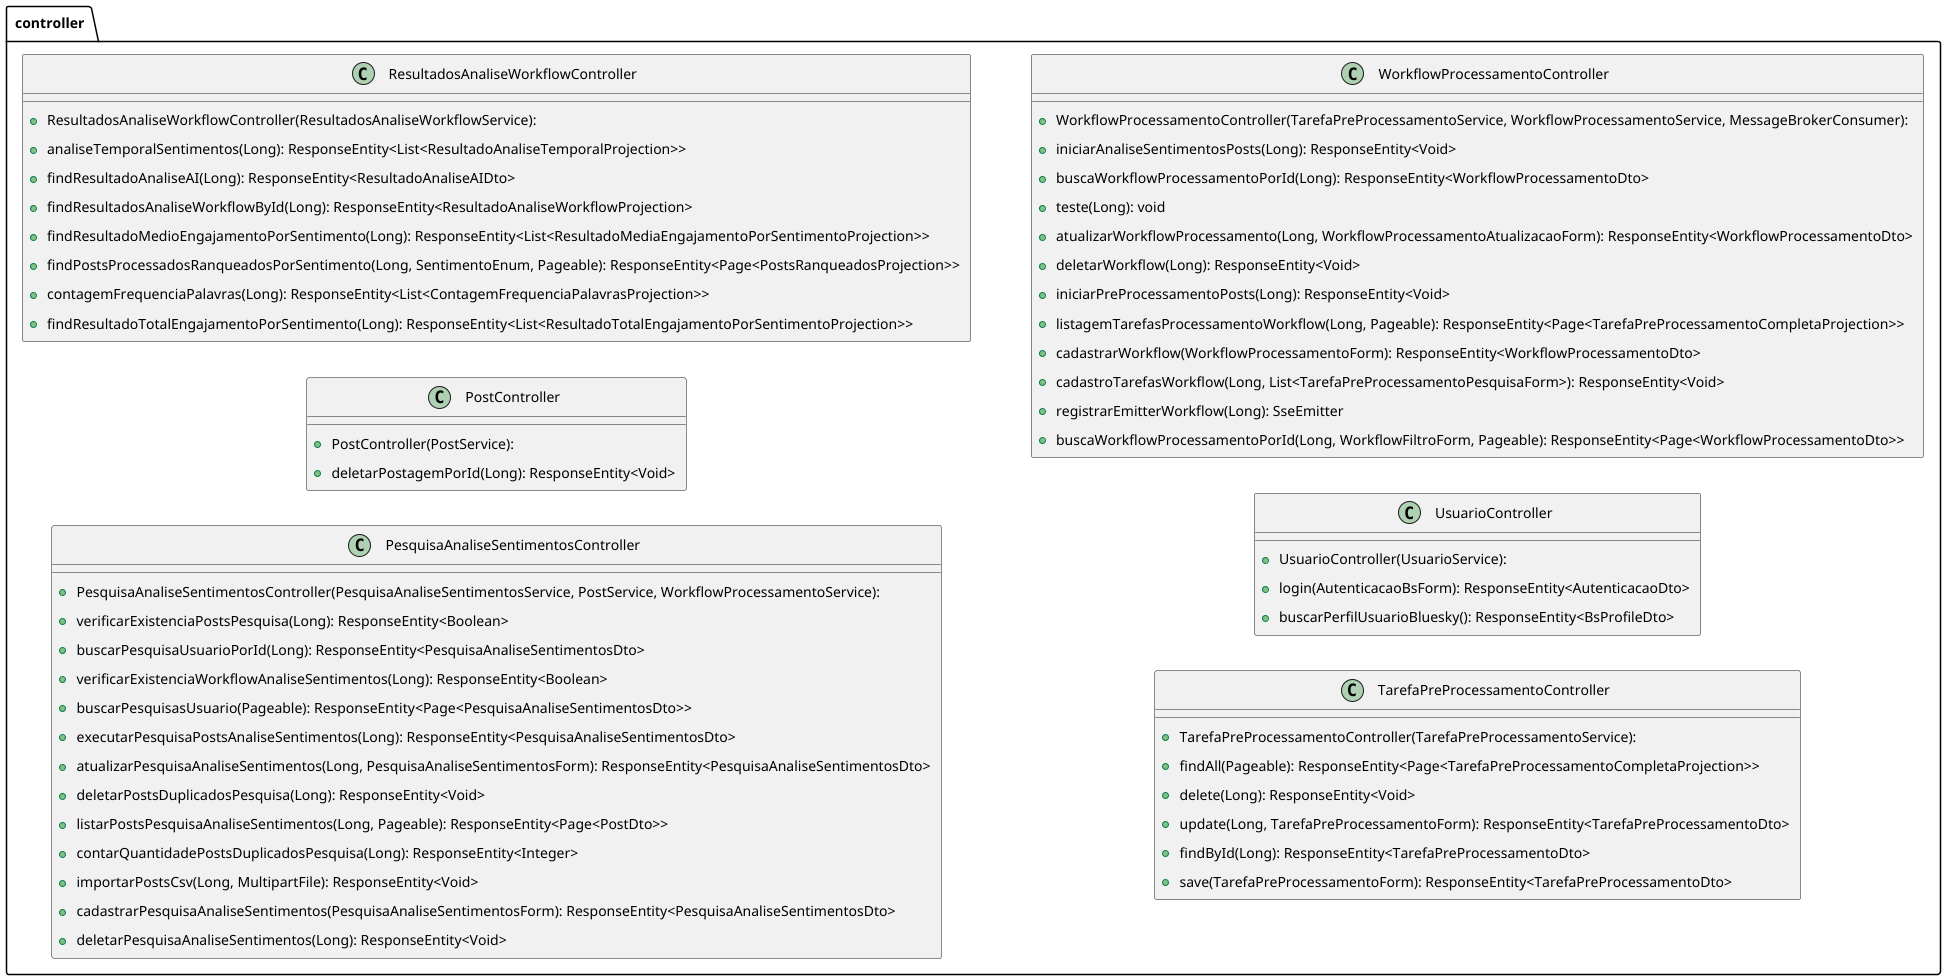 controller
ResultadosAnaliseWorkflowController
ResultadosAnaliseWorkflowController(ResultadosAnaliseWorkflowService):
analiseTemporalSentimentos(Long): ResponseEntity<List<ResultadoAnaliseTemporalProjection>>
findResultadoAnaliseAI(Long): ResponseEntity<ResultadoAnaliseAIDto>
findResultadosAnaliseWorkflowById(Long): ResponseEntity<ResultadoAnaliseWorkflowProjection>
findResultadoMedioEngajamentoPorSentimento(Long): ResponseEntity<List<ResultadoMediaEngajamentoPorSentimentoProjection>>
findPostsProcessadosRanqueadosPorSentimento(Long, SentimentoEnum, Pageable): ResponseEntity<Page<PostsRanqueadosProjection>>
contagemFrequenciaPalavras(Long): ResponseEntity<List<ContagemFrequenciaPalavrasProjection>>
findResultadoTotalEngajamentoPorSentimento(Long): ResponseEntity<List<ResultadoTotalEngajamentoPorSentimentoProjection>>
PostController
PostController(PostService):
deletarPostagemPorId(Long): ResponseEntity<Void>
PesquisaAnaliseSentimentosController
PesquisaAnaliseSentimentosController(PesquisaAnaliseSentimentosService, PostService, WorkflowProcessamentoService):
verificarExistenciaPostsPesquisa(Long): ResponseEntity<Boolean>
buscarPesquisaUsuarioPorId(Long): ResponseEntity<PesquisaAnaliseSentimentosDto>
verificarExistenciaWorkflowAnaliseSentimentos(Long): ResponseEntity<Boolean>
buscarPesquisasUsuario(Pageable): ResponseEntity<Page<PesquisaAnaliseSentimentosDto>>
executarPesquisaPostsAnaliseSentimentos(Long): ResponseEntity<PesquisaAnaliseSentimentosDto>
atualizarPesquisaAnaliseSentimentos(Long, PesquisaAnaliseSentimentosForm): ResponseEntity<PesquisaAnaliseSentimentosDto>
deletarPostsDuplicadosPesquisa(Long): ResponseEntity<Void>
listarPostsPesquisaAnaliseSentimentos(Long, Pageable): ResponseEntity<Page<PostDto>>
contarQuantidadePostsDuplicadosPesquisa(Long): ResponseEntity<Integer>
importarPostsCsv(Long, MultipartFile): ResponseEntity<Void>
cadastrarPesquisaAnaliseSentimentos(PesquisaAnaliseSentimentosForm): ResponseEntity<PesquisaAnaliseSentimentosDto>
deletarPesquisaAnaliseSentimentos(Long): ResponseEntity<Void>
WorkflowProcessamentoController
WorkflowProcessamentoController(TarefaPreProcessamentoService, WorkflowProcessamentoService, MessageBrokerConsumer):
iniciarAnaliseSentimentosPosts(Long): ResponseEntity<Void>
buscaWorkflowProcessamentoPorId(Long): ResponseEntity<WorkflowProcessamentoDto>
teste(Long): void
atualizarWorkflowProcessamento(Long, WorkflowProcessamentoAtualizacaoForm): ResponseEntity<WorkflowProcessamentoDto>
deletarWorkflow(Long): ResponseEntity<Void>
iniciarPreProcessamentoPosts(Long): ResponseEntity<Void>
listagemTarefasProcessamentoWorkflow(Long, Pageable): ResponseEntity<Page<TarefaPreProcessamentoCompletaProjection>>
cadastrarWorkflow(WorkflowProcessamentoForm): ResponseEntity<WorkflowProcessamentoDto>
cadastroTarefasWorkflow(Long, List<TarefaPreProcessamentoPesquisaForm>): ResponseEntity<Void>
registrarEmitterWorkflow(Long): SseEmitter
buscaWorkflowProcessamentoPorId(Long, WorkflowFiltroForm, Pageable): ResponseEntity<Page<WorkflowProcessamentoDto>>
UsuarioController
UsuarioController(UsuarioService):
login(AutenticacaoBsForm): ResponseEntity<AutenticacaoDto>
buscarPerfilUsuarioBluesky(): ResponseEntity<BsProfileDto>
TarefaPreProcessamentoController
TarefaPreProcessamentoController(TarefaPreProcessamentoService):
findAll(Pageable): ResponseEntity<Page<TarefaPreProcessamentoCompletaProjection>>
delete(Long): ResponseEntity<Void>
update(Long, TarefaPreProcessamentoForm): ResponseEntity<TarefaPreProcessamentoDto>
findById(Long): ResponseEntity<TarefaPreProcessamentoDto>
save(TarefaPreProcessamentoForm): ResponseEntity<TarefaPreProcessamentoDto>